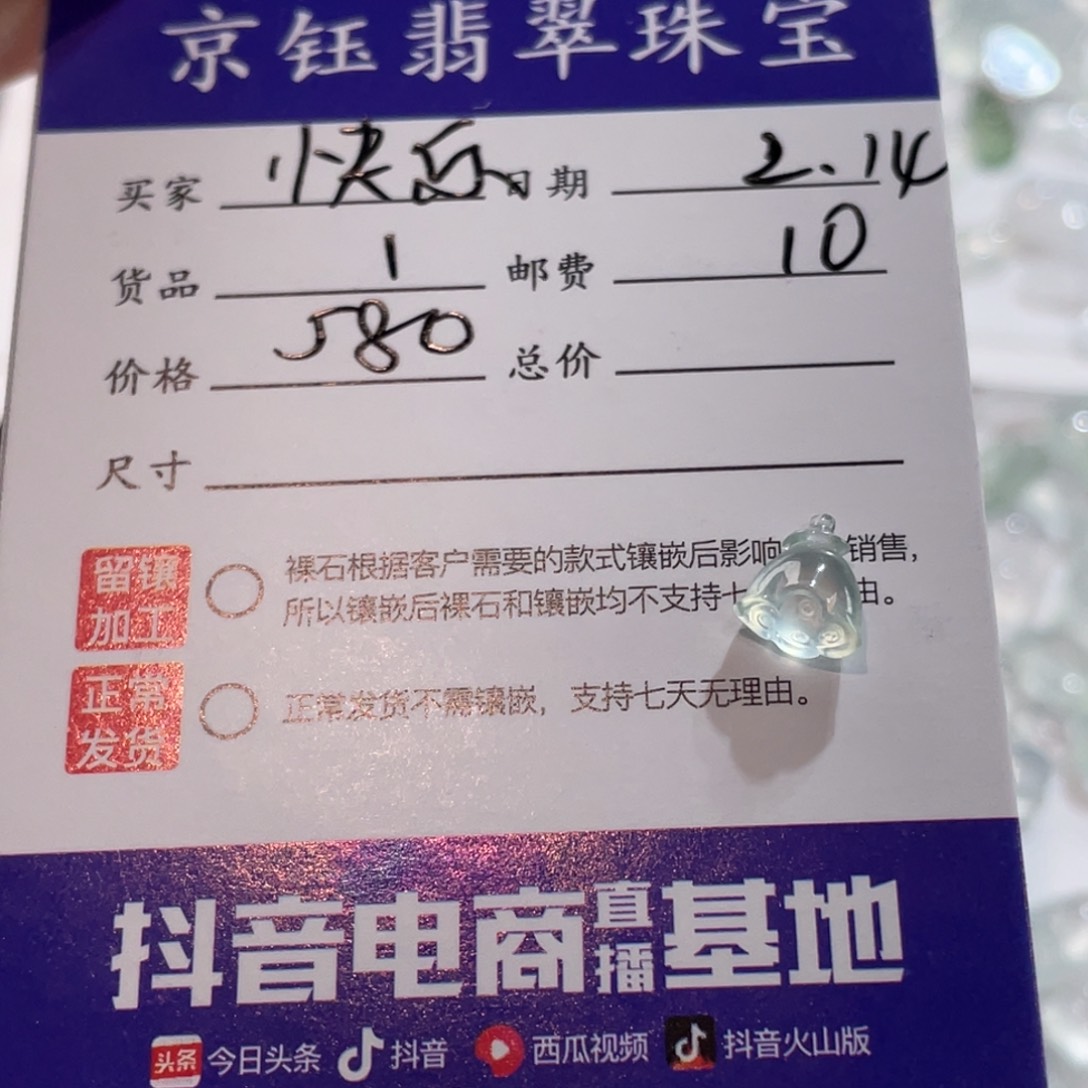 京钰翡翠珠宝
买家 快乐 日期 2.14
货品 1 邮费 10
价格 580 总价
尺寸
留镶加工 裸石根据客户需要的款式镶嵌后影响销售，
所以镶嵌后裸石和镶嵌均不支持七由。
正常发货 正常发货不需镶嵌，支持七天无理由。
抖音电商直播基地
头条 今日头条 抖音 西瓜视频 抖音火山版